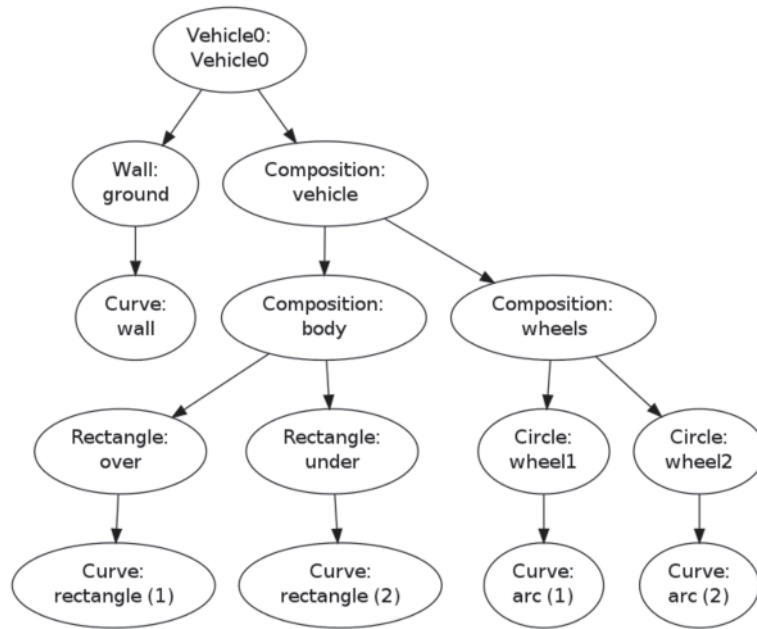 Vehicle0:
Vehicle0
Wall:
ground
Composition:
vehicle
Curve:
wall
Composition:
body
Composition:
wheels
Rectangle:
over
Rectangle:
under
Circle:
wheel1
Circle:
wheel2
Curve:
rectangle (1)
Curve:
rectangle (2)
Curve:
arc (1)
Curve:
arc (2)